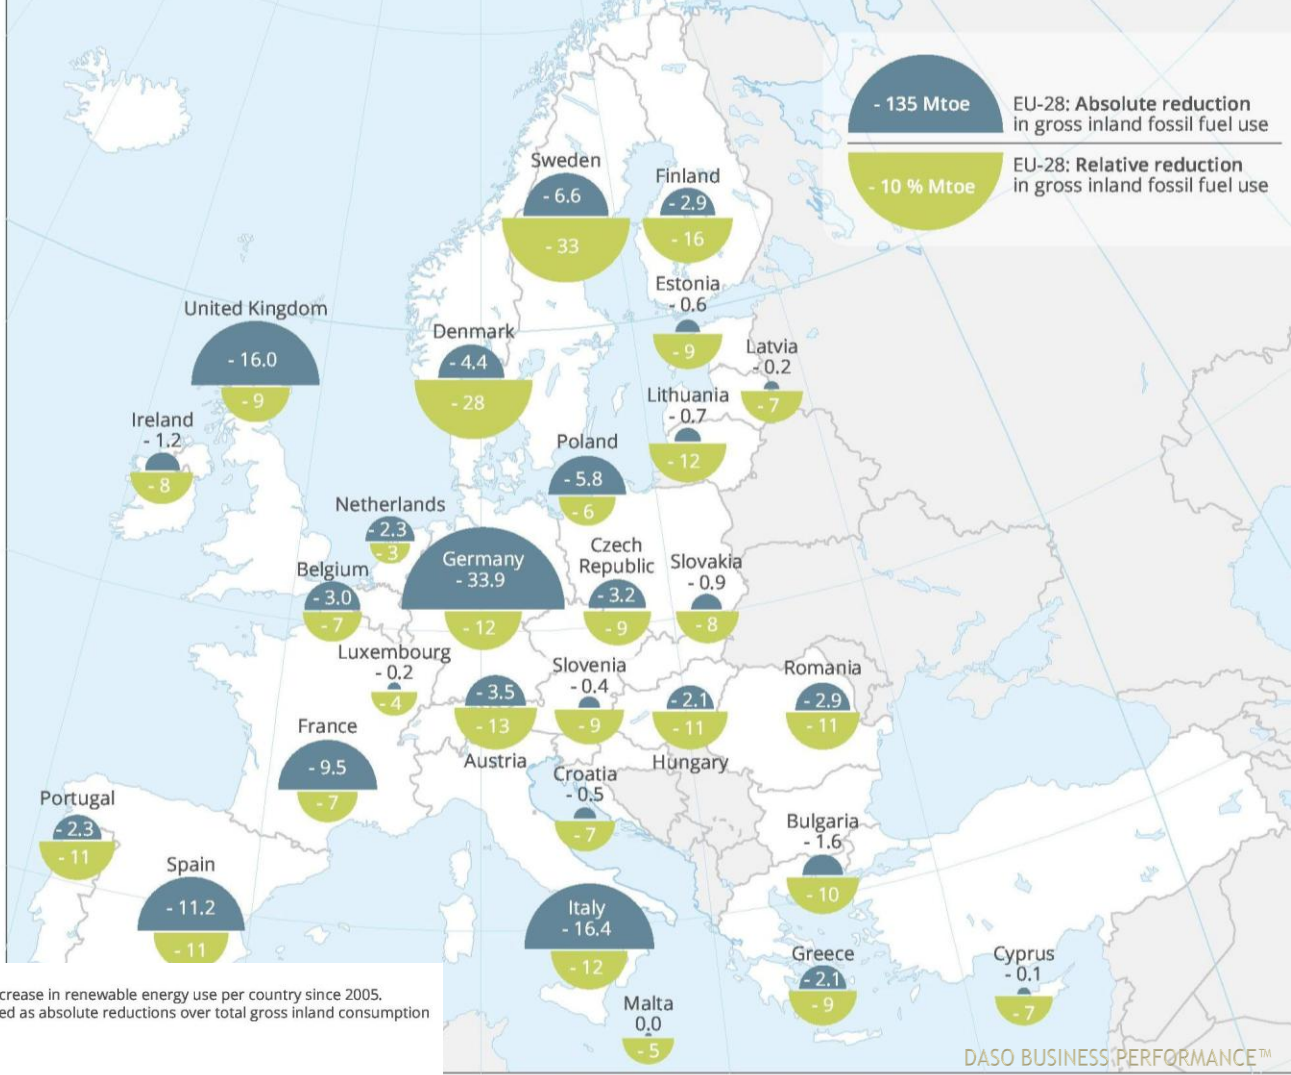 - 135 Mtoe
EU-28: Absolute reduction
in gross inland fossil fuel use
- 10 % Mtoe
EU-28: Relative reduction
in gross inland fossil fuel use
Sweden
- 6.6
- 33
Finland
- 2.9
- 16
Estonia
- 0.6
- 9
United Kingdom
- 16.0
- 9
Denmark
- 4.4
- 28
Latvia
- 0.2
- 7
Lithuania
- 0.7
- 12
Ireland
- 1.2
- 8
Poland
- 5.8
- 6
Netherlands
- 2.3
- 3
Germany
- 33.9
- 12
Czech
Republic
- 3.2
- 9
Slovakia
- 0.9
- 8
Belgium
- 3.0
- 7
Luxembourg
- 0.2
- 4
- 3.5
- 13
Austria
Slovenia
- 0.4
- 9
- 2.1
- 11
Hungary
Romania
- 2.9
- 11
France
- 9.5
- 7
Croatia
- 0.5
- 7
Portugal
- 2.3
- 11
Bulgaria
- 1.6
- 10
Spain
- 11.2
- 11
Italy
- 16.4
- 12
Greece
- 2.1
- 9
Cyprus
- 0.1
- 7
Malta
0.0
- 5
crease in renewable energy use per country since 2005.
ed as absolute reductions over total gross inland consumption
DASO BUSINESS PERFORMANCE™